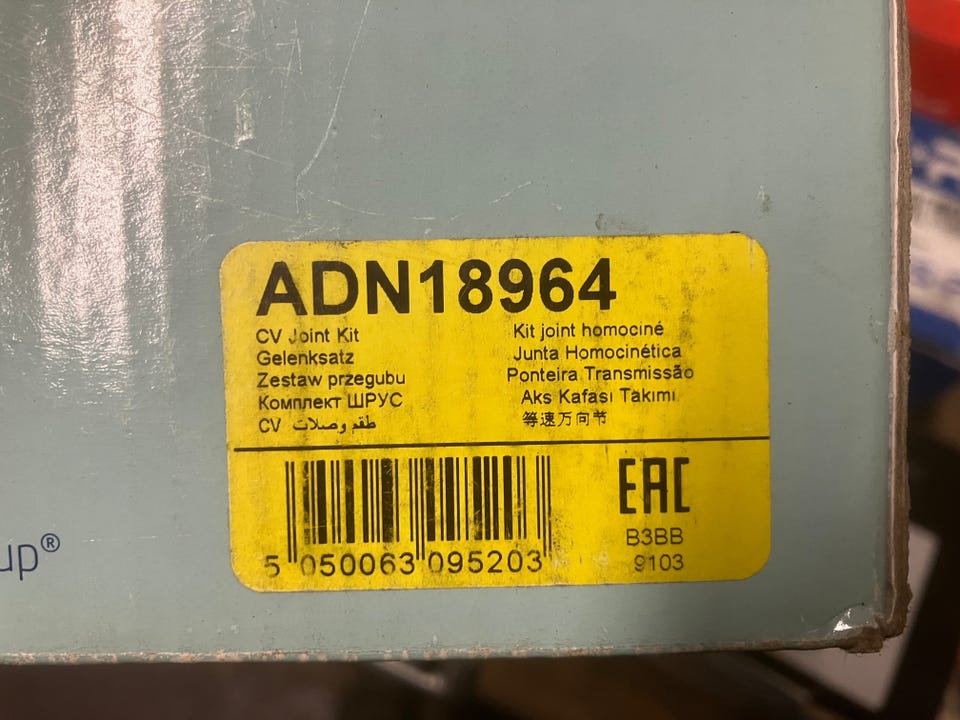 ADN18964
CV Joint Kit
Gelenksatz
Zestaw przegubu
Комплект ШРУС
CV طقم وصلات
Kit joint homociné
Junta Homocinética
Ponteira Transmissão
Aks Kafası Takımı
等速万向节
5 050063 095203
EAC
B3BB
9103
up®